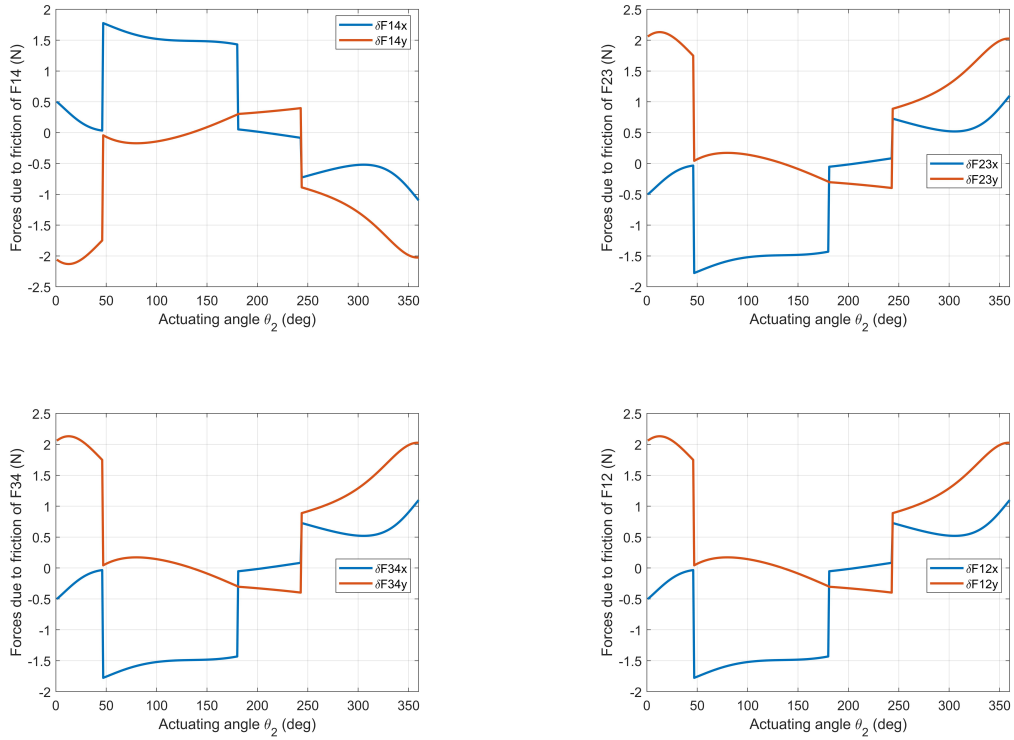 2
1.5
1
0.5
0
-0.5
-1
-1.5
-2
-2.5
0 50 100 150 200 250 300 350
Forces due to friction of F14 (N)
Actuating angle θ2 (deg)
δF14x
δF14y
2.5
2
1.5
1
0.5
0
-0.5
-1
-1.5
-2
0 50 100 150 200 250 300 350
Forces due to friction of F23 (N)
Actuating angle θ2 (deg)
δF23x
δF23y
2.5
2
1.5
1
0.5
0
-0.5
-1
-1.5
-2
0 50 100 150 200 250 300 350
Forces due to friction of F34 (N)
Actuating angle θ2 (deg)
δF34x
δF34y
2.5
2
1.5
1
0.5
0
-0.5
-1
-1.5
-2
0 50 100 150 200 250 300 350
Forces due to friction of F12 (N)
Actuating angle θ2 (deg)
δF12x
δF12y